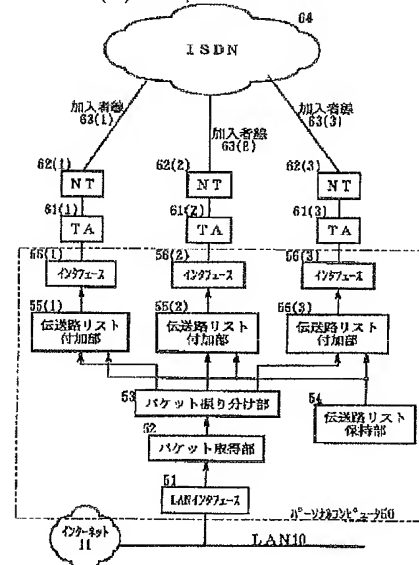 64
ISDN
加入者線
63(1)
加入者線
63(2)
加入者線
63(3)
62(1)
NT
62(2)
NT
62(3)
NT
61(1)
TA
61(2)
TA
61(3)
TA
インタフェース
56(2)
インタフェース
56(3)
インタフェース
55(1)
伝送路リスト
付加部
55(2)
伝送路リスト
付加部
伝送路リスト
付加部
53
パケット振り分け部
54
伝送路リスト
保持部
52
パケット取得部
51
LANインタフェース
パーソナルコンピュータ50
インターネット
11
LAN10